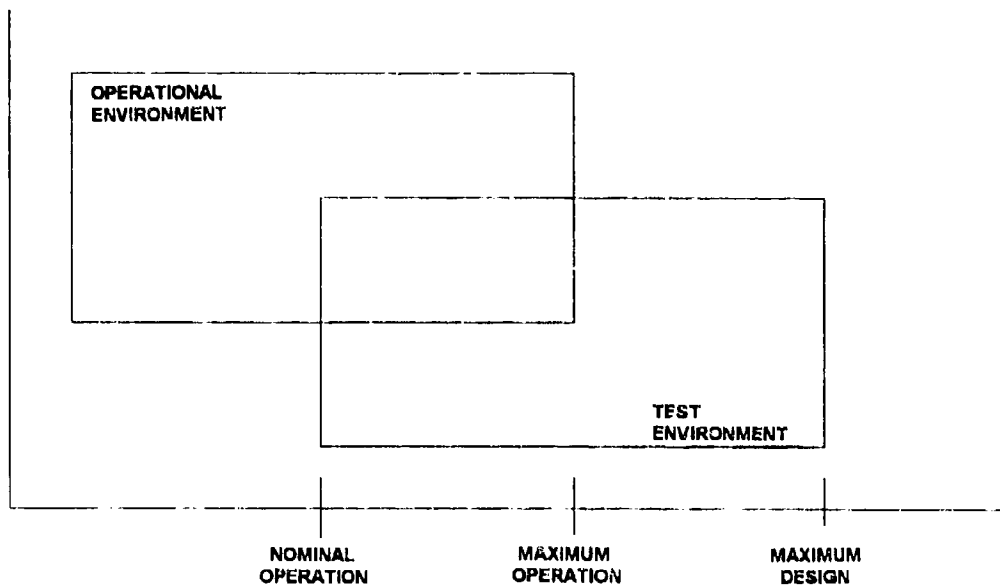 OPERATIONAL
ENVIRONMENT
TEST
ENVIRONMENT
NOMINAL
OPERATION
MAXIMUM
OPERATION
MAXIMUM
DESIGN